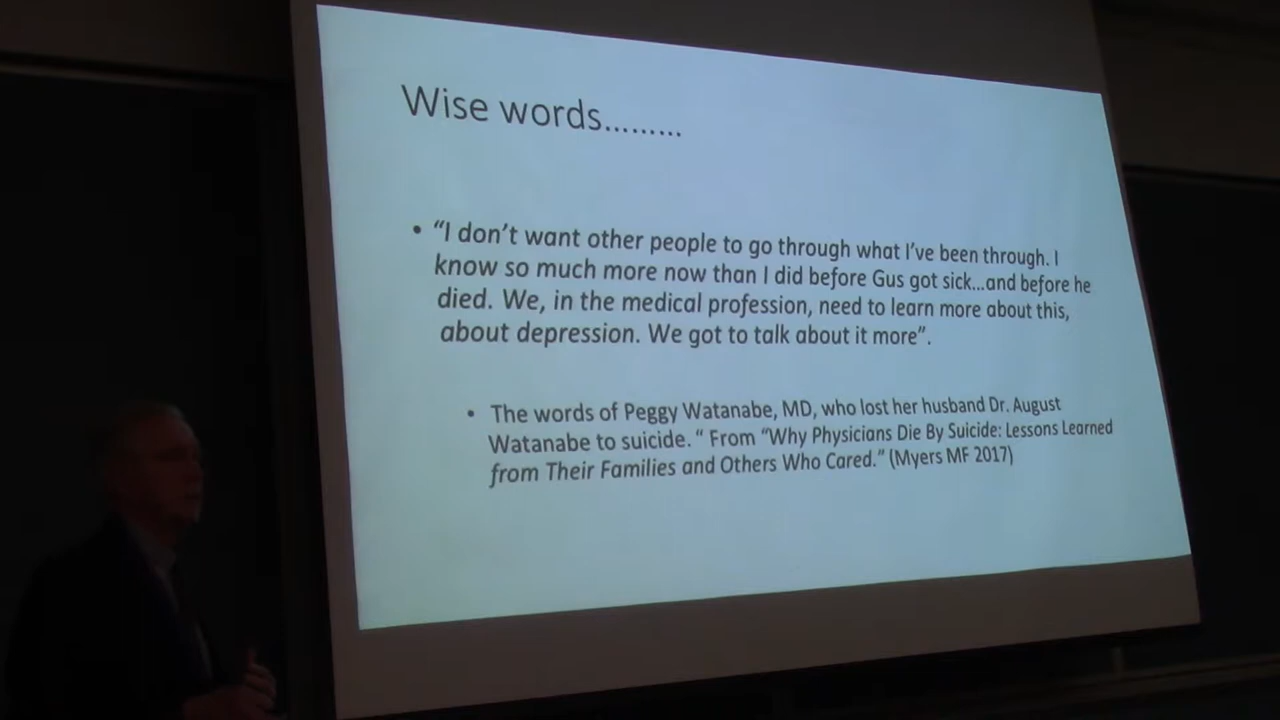 Wise words.........
• “I don’t want other people to go through what I’ve been through. I
know so much more now than I did before Gus got sick...and before he
died. We, in the medical profession, need to learn more about this,
about depression. We got to talk about it more”.
• The words of Peggy Watanabe, MD, who lost her husband Dr. August
Watanabe to suicide. “ From “Why Physicians Die By Suicide: Lessons Learned
from Their Families and Others Who Cared.” (Myers MF 2017)